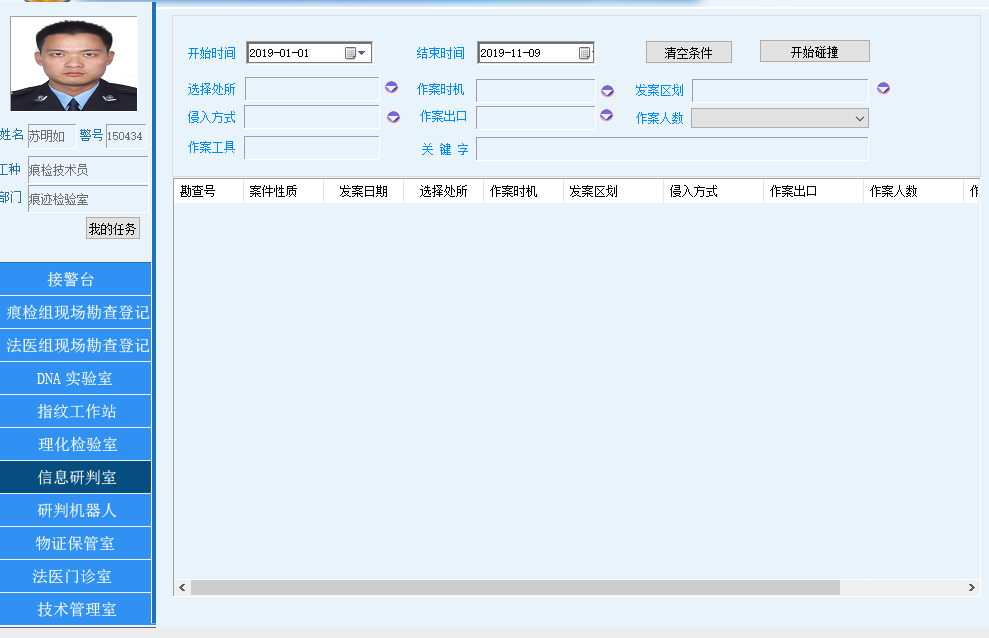 姓名 苏明如 警号 150434
工种 痕检技术员
部门 痕迹检验室
我的任务
接警台
痕检组现场勘查登记
法医组现场勘查登记
DNA 实验室
指纹工作站
理化检验室
信息研判室
研判机器人
物证保管室
法医门诊室
技术管理室
开始时间 2019-01-01 结束时间 2019-11-09 清空条件 开始碰撞
选择处所 作案时机 发案区划
侵入方式 作案出口 作案人数
作案工具 关 键 字
勘查号 案件性质 发案日期 选择处所 作案时机 发案区划 侵入方式 作案出口 作案人数